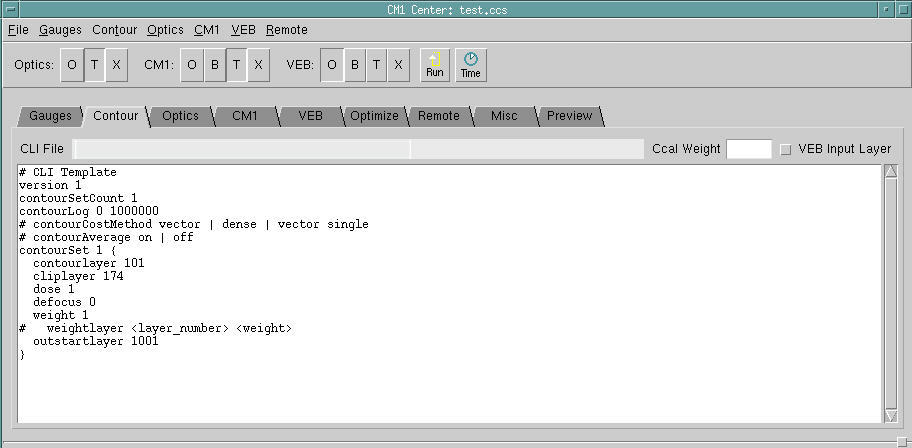 CM1 Center: test.ccs
File Gauges Contour Optics CM1 VEB Remote
Optics: O T X CM1: O B T X VEB: O B T X Run Time
Gauges Contour Optics CM1 VEB Optimize Remote Misc Preview
CLI File Ccal Weight VEB Input Layer
# CLI Template
version 1
contourSetCount 1
contourLog 0 1000000
# contourCostMethod vector | dense | vector single
# contourAverage on | off
contourSet 1 {
  contourlayer 101
  cliplayer 174
  dose 1
  defocus 0
  weight 1
#   weightlayer <layer_number> <weight>
  outstartlayer 1001
}